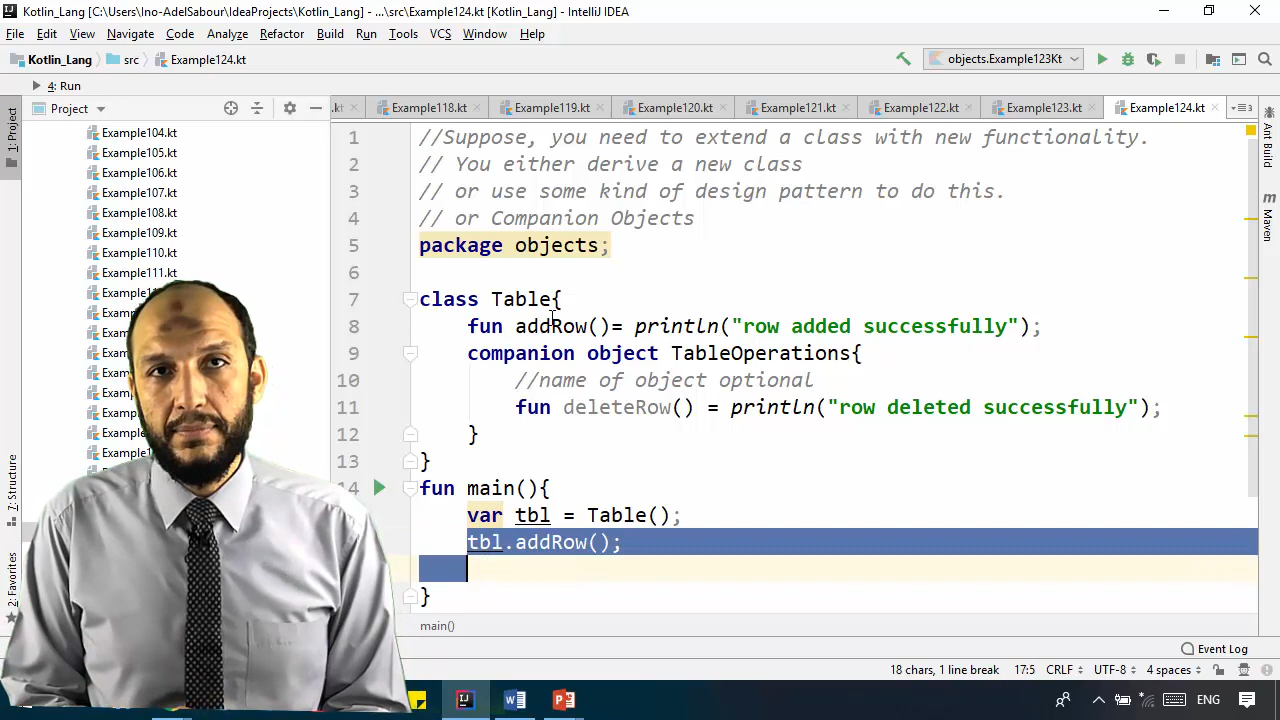 Kotlin_Lang [C:\Users\Ino-AdelSabour\IdeaProjects\Kotlin_Lang] - ...\src\Example124.kt [Kotlin_Lang] - IntelliJ IDEA
File Edit View Navigate Code Analyze Refactor Build Run Tools VCS Window Help
Kotlin_Lang src Example124.kt objects.Example123Kt
4: Run
Project
.kt Example118.kt Example119.kt Example120.kt Example121.kt Example122.kt Example123.kt Example124.kt
1: Project
7: Structure
2: Favorites
Ant Build
Maven
Example104.kt
Example105.kt
Example106.kt
Example107.kt
Example108.kt
Example109.kt
Example110.kt
Example111.kt
1 //Suppose, you need to extend a class with new functionality.
2 // You either derive a new class
3 // or use some kind of design pattern to do this.
4 // or Companion Objects
5 package objects;
6
7 class Table{
8 fun addRow()= println("row added successfully");
9 companion object TableOperations{
10 //name of object optional
11 fun deleteRow() = println("row deleted successfully");
12 }
13 }
14 fun main(){
var tbl = Table();
tbl.addRow();
}
main()
Event Log
18 chars, 1 line break 17:5 CRLF UTF-8 4 spaces
ENG